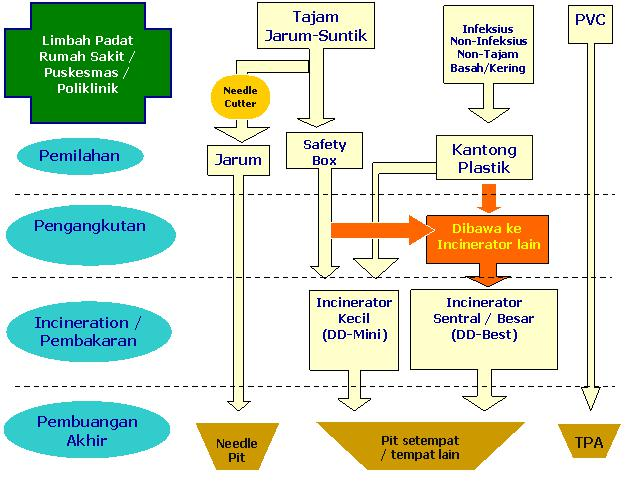 Limbah Padat
Rumah Sakit /
Puskesmas /
Poliklinik
Tajam
Jarum-Suntik
Infeksius
Non-Infeksius
Non-Tajam
Basah/Kering
PVC
Needle
Cutter
Pemilahan
Jarum
Safety
Box
Kantong
Plastik
Pengangkutan
Dibawa ke
Incinerator lain
Incineration /
Pembakaran
Incinerator
Kecil
(DD-Mini)
Incinerator
Sentral / Besar
(DD-Best)
Pembuangan
Akhir
Needle
Pit
Pit setempat
/ tempat lain
TPA